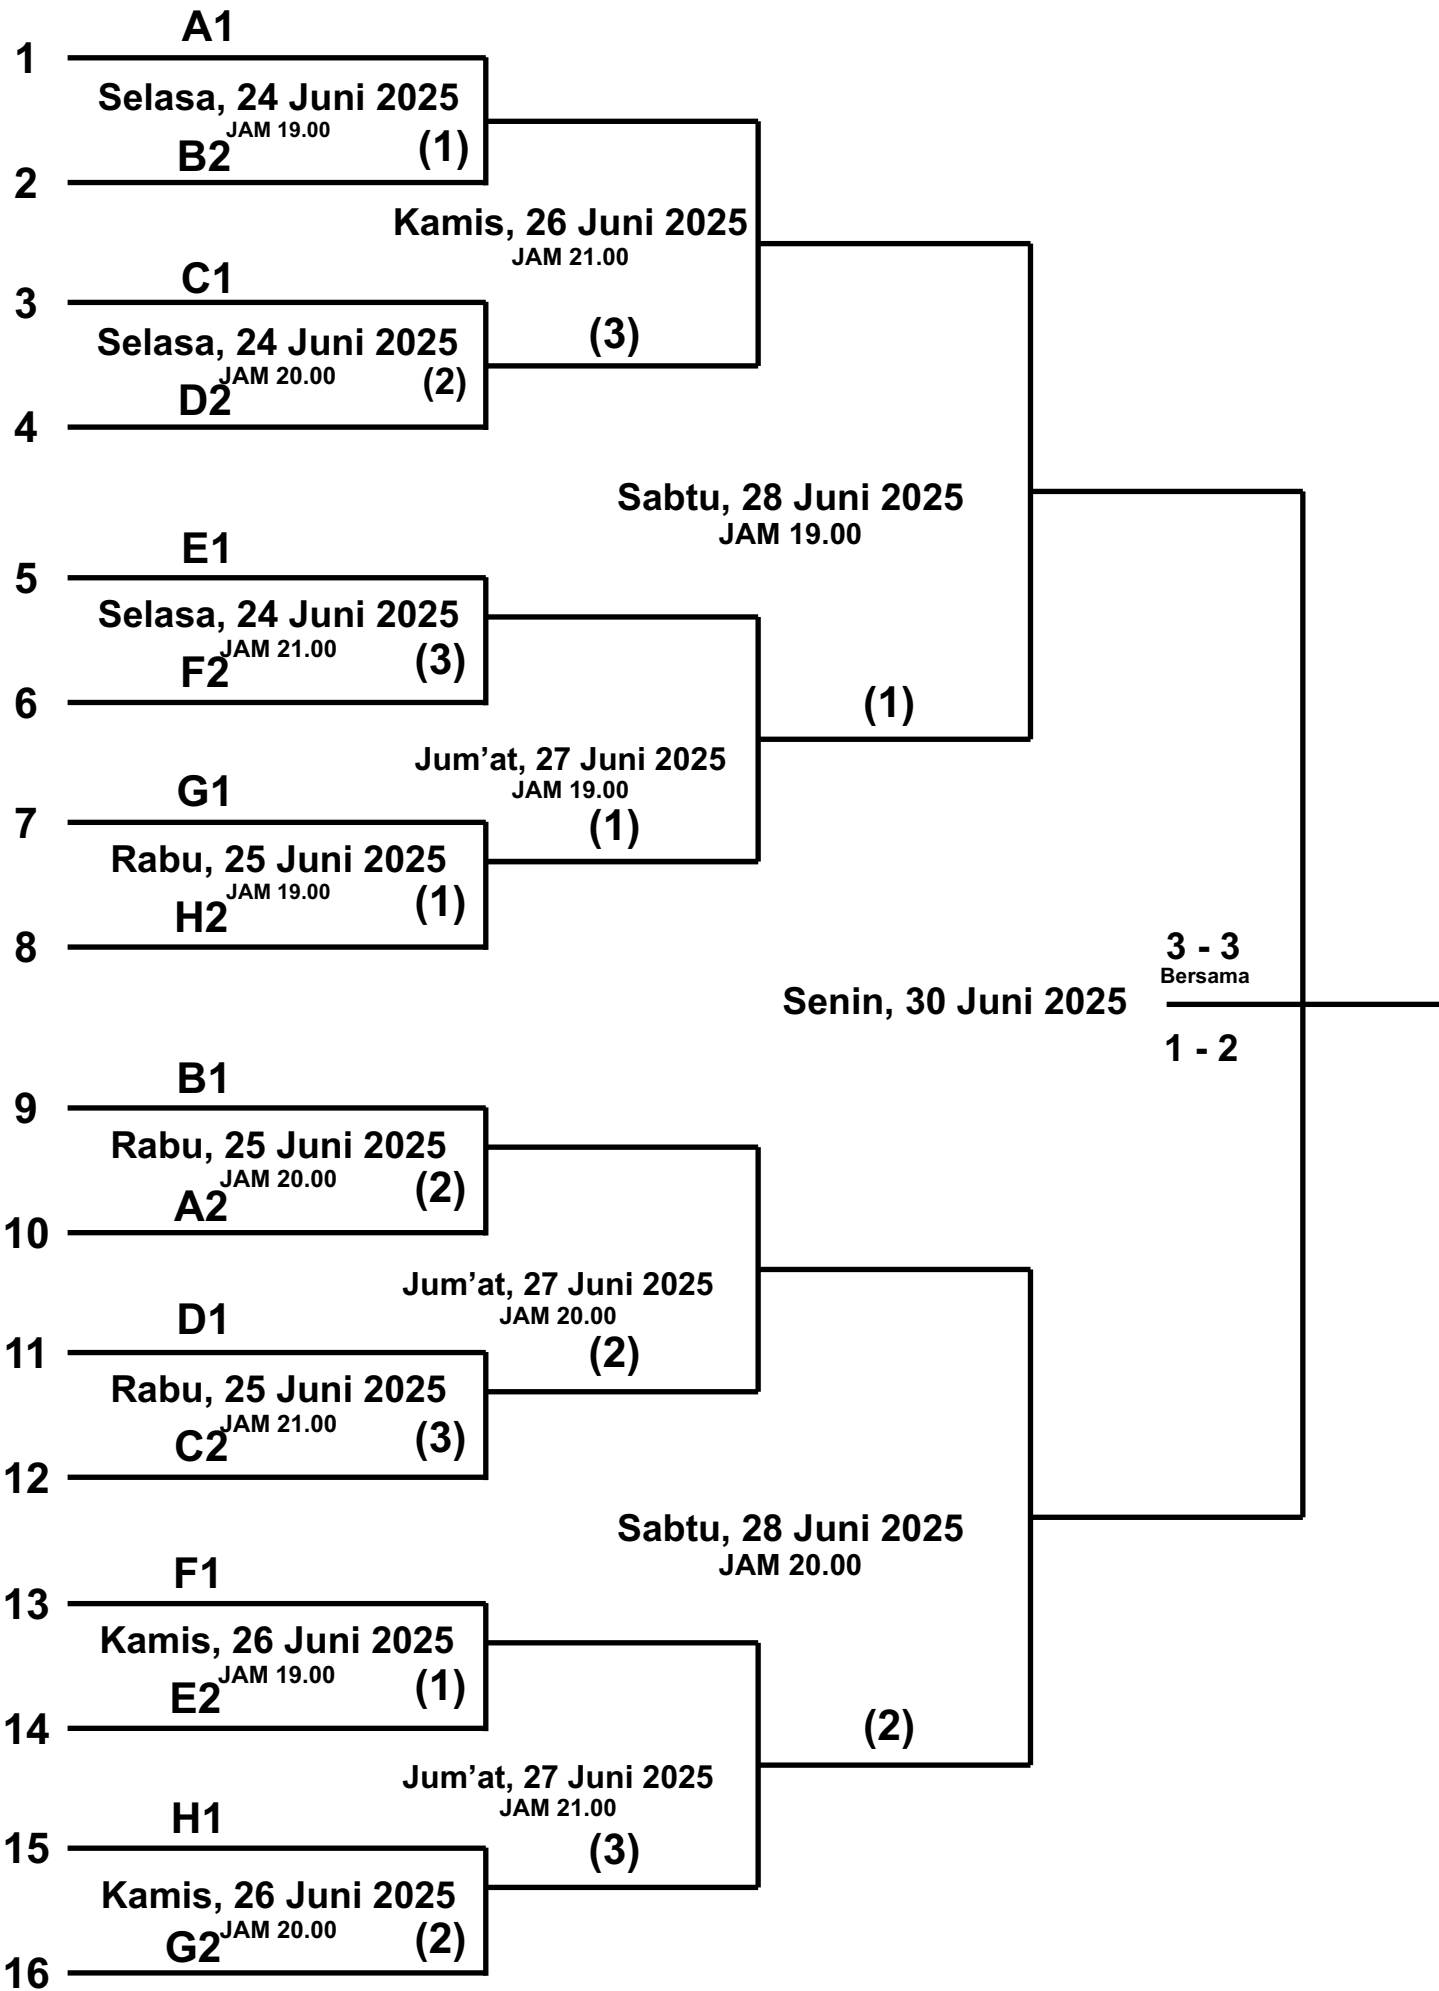 A1
1
Selasa, 24 Juni 2025
JAM 19.00
B2
(1)
2
Kamis, 26 Juni 2025
JAM 21.00
C1
3
(3)
Selasa, 24 Juni 2025
JAM 20.00
D2
(2)
4
Sabtu, 28 Juni 2025
JAM 19.00
E1
5
Selasa, 24 Juni 2025
JAM 21.00
F2
(3)
6
(1)
Jum’at, 27 Juni 2025
JAM 19.00
G1
7
(1)
Rabu, 25 Juni 2025
JAM 19.00
H2
(1)
8
3 - 3
Bersama
Senin, 30 Juni 2025
1 - 2
B1
9
Rabu, 25 Juni 2025
JAM 20.00
A2
(2)
10
Jum’at, 27 Juni 2025
JAM 20.00
D1
11
(2)
Rabu, 25 Juni 2025
JAM 21.00
C2
(3)
12
Sabtu, 28 Juni 2025
JAM 20.00
F1
13
Kamis, 26 Juni 2025
JAM 19.00
E2
(1)
14
(2)
Jum’at, 27 Juni 2025
JAM 21.00
H1
15
(3)
Kamis, 26 Juni 2025
JAM 20.00
G2
(2)
16